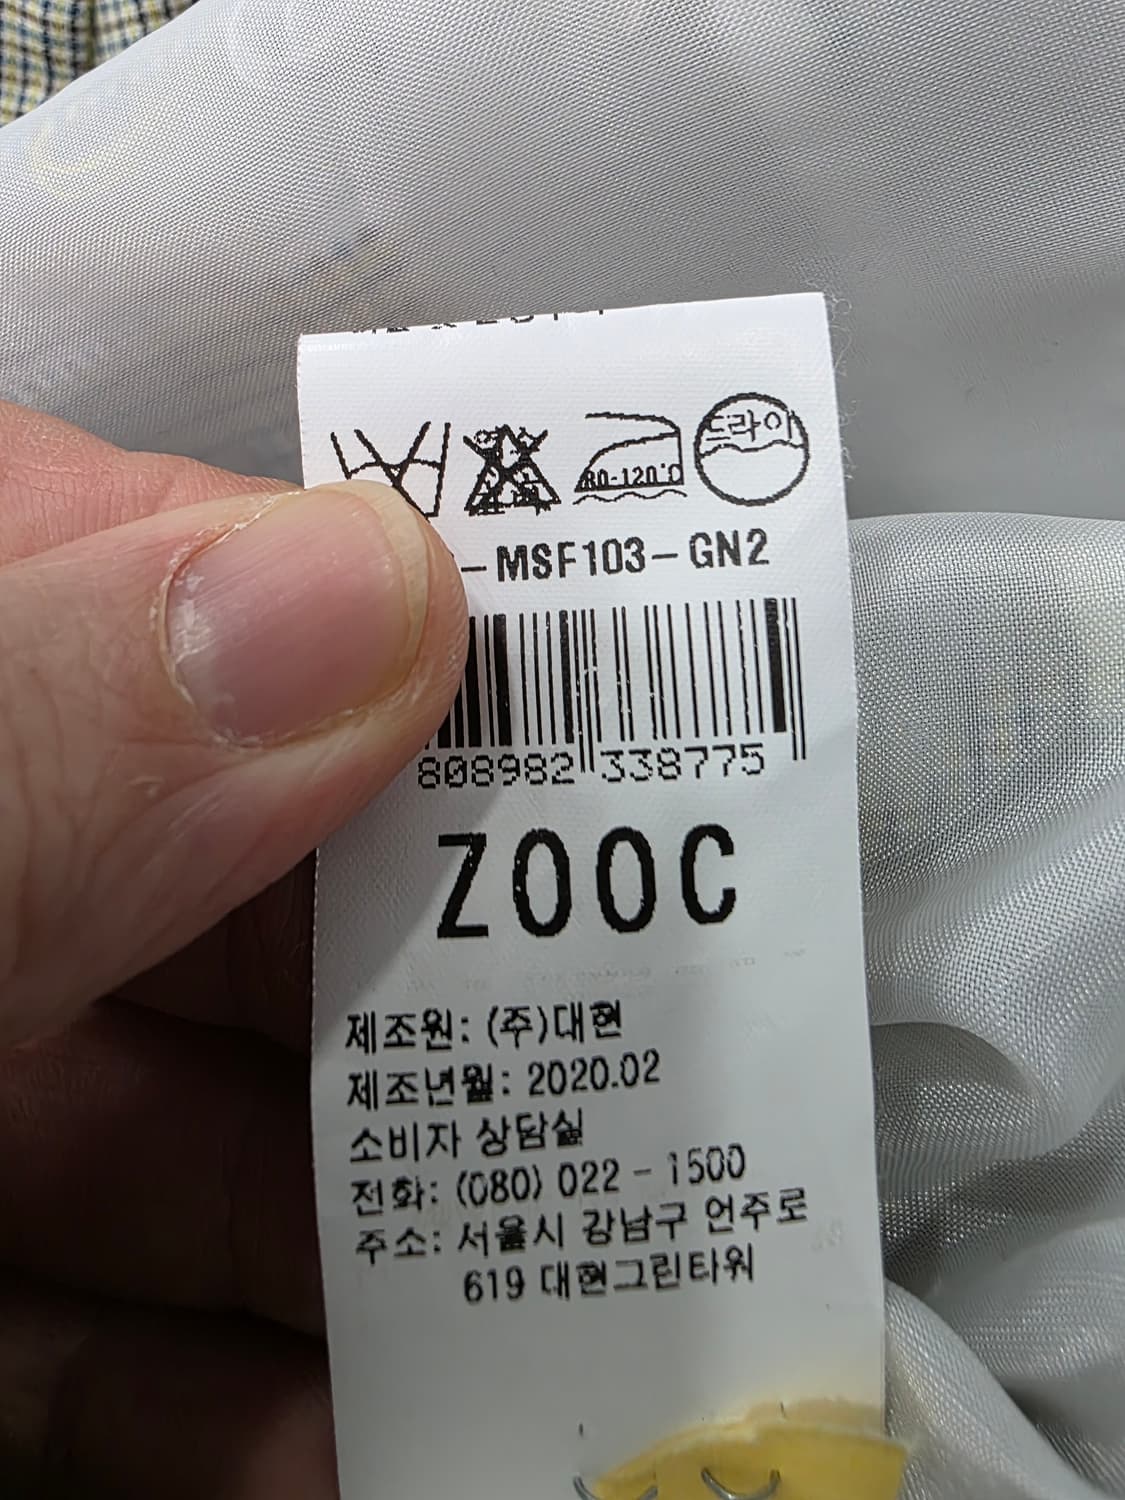 드라이
80-120℃
-MSF103-GN2
808982 338775
ZOOC
제조원: (주)대현
제조년월: 2020.02
소비자 상담실
전화: (080) 022 - 1500
주소: 서울시 강남구 언주로
619 대현그린타워